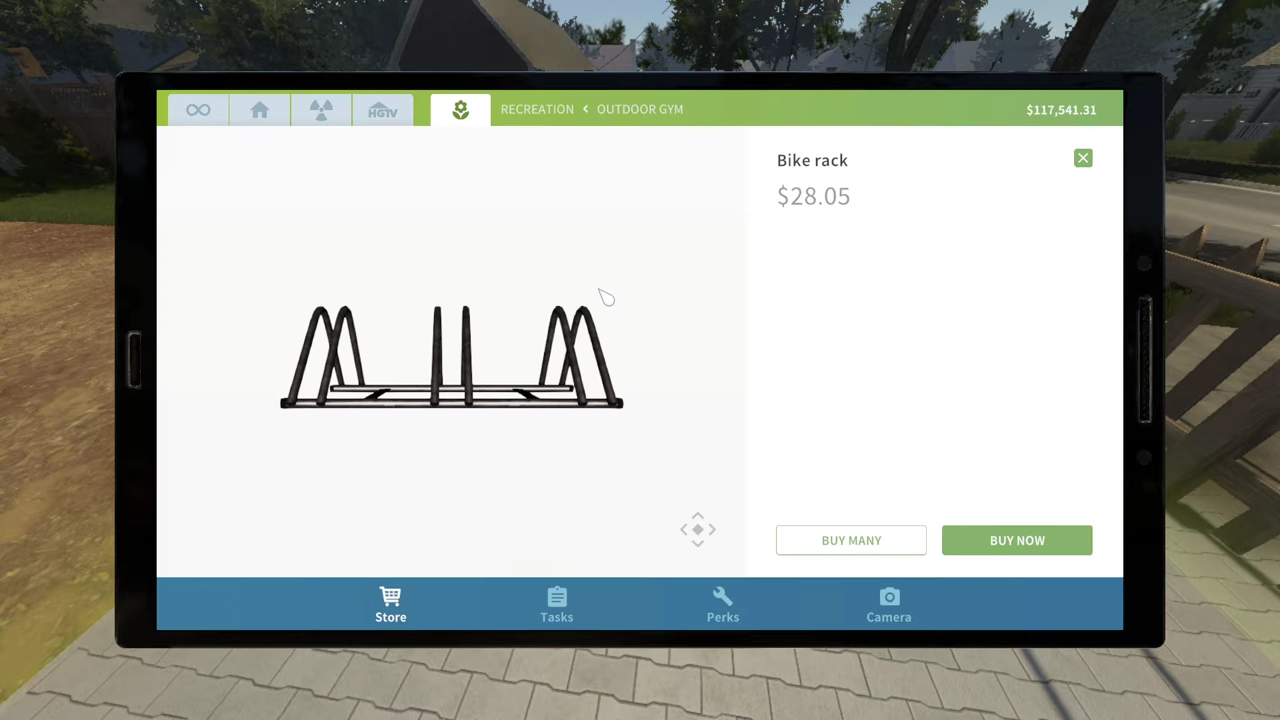 HGTV
RECREATION < OUTDOOR GYM
$117,541.31
Bike rack
$28.05
BUY MANY
BUY NOW
Store
Tasks
Perks
Camera